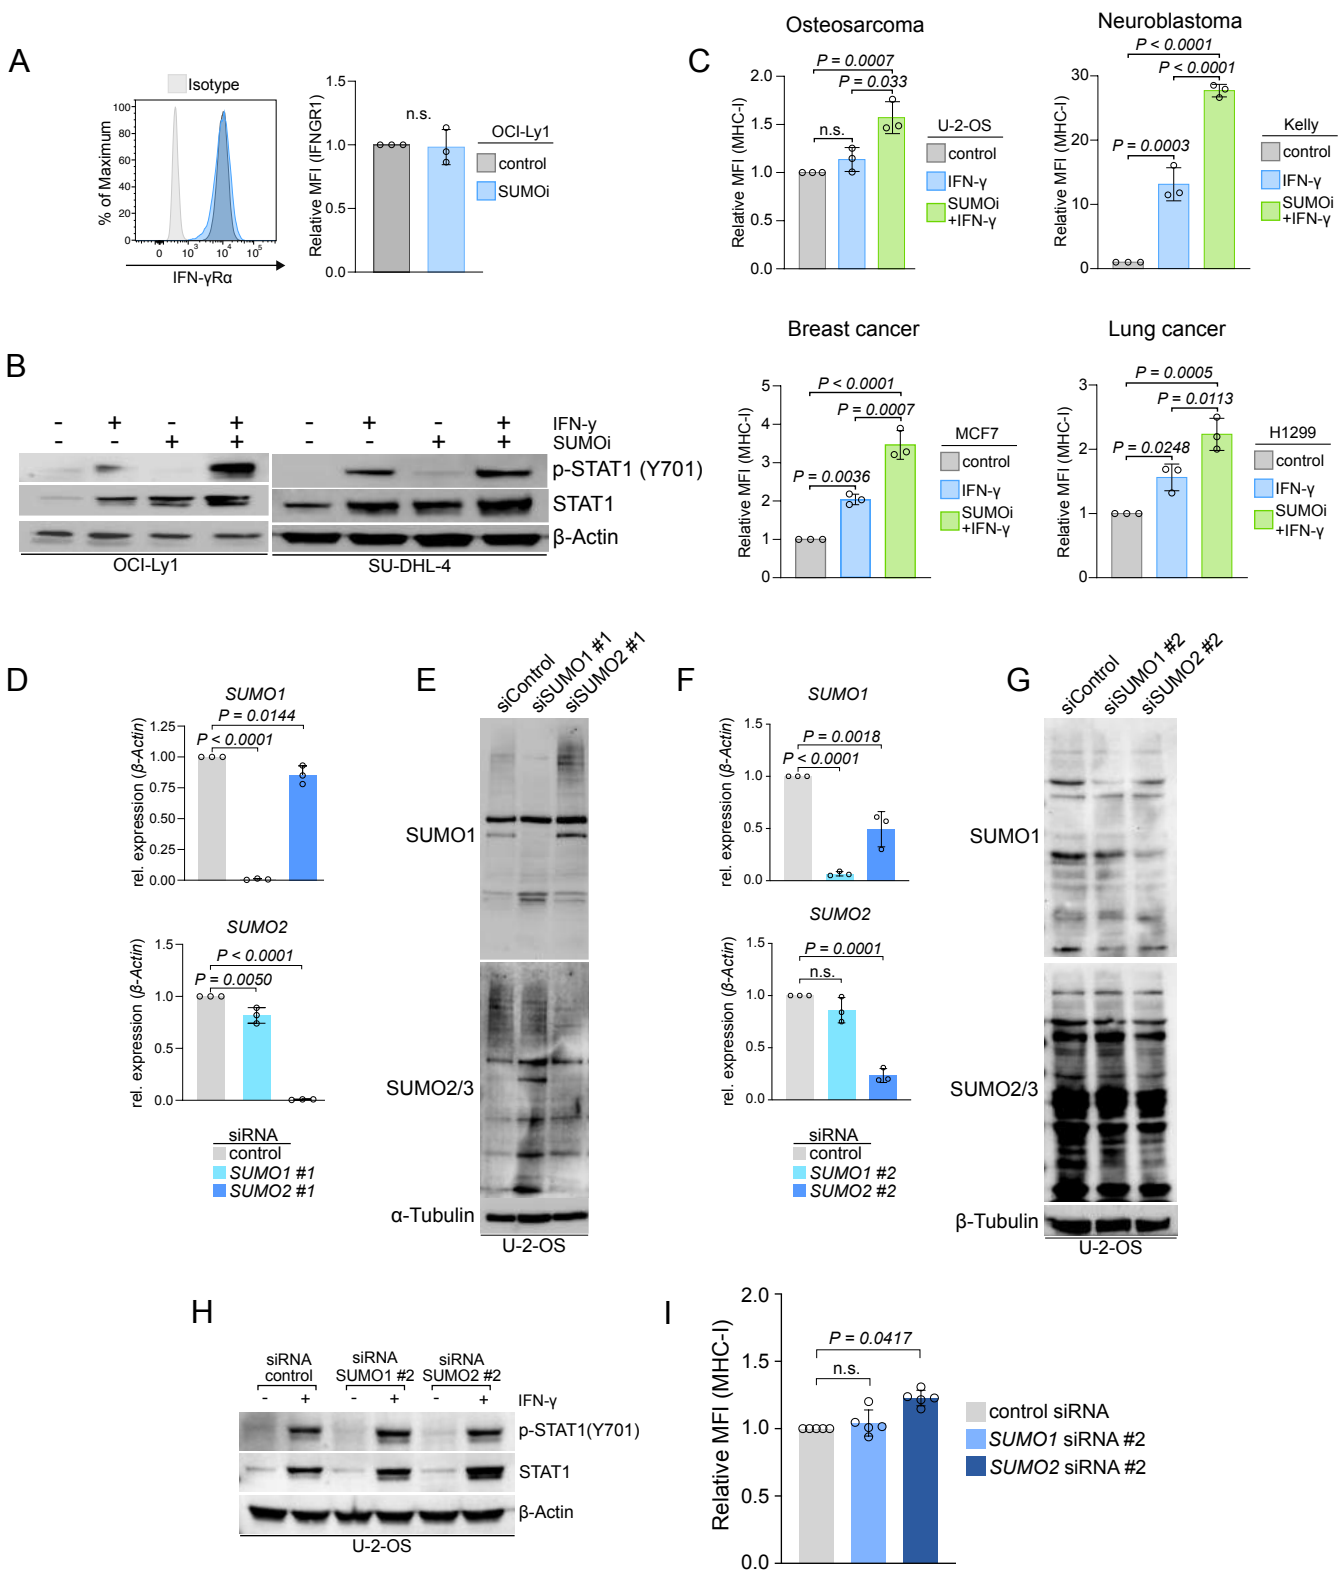 A
Isotype
% of Maximum
100
80
60
40
20
0
0
10³
10⁴
10⁵
IFN-γRα
Relative MFI (IFNGR1)
1.5
1.0
0.5
0.0
n.s.
OCI-Ly1
control
SUMOi
B
- + - + - + - + IFN-y
- - + + - - + + SUMOi
p-STAT1 (Y701)
STAT1
β-Actin
OCI-Ly1
SU-DHL-4
C
Osteosarcoma
Relative MFI (MHC-I)
2.0
1.5
1.0
0.5
0.0
P = 0.0007
P = 0.033
n.s.
U-2-OS
control
IFN-γ
SUMOi
+IFN-γ
Neuroblastoma
Relative MFI (MHC-I)
30
20
10
0
P < 0.0001
P < 0.0001
P = 0.0003
Kelly
control
IFN-γ
SUMOi
+IFN-γ
Breast cancer
Relative MFI (MHC-I)
5
4
3
2
1
0
P < 0.0001
P = 0.0007
P = 0.0036
MCF7
control
IFN-γ
SUMOi
+IFN-γ
Lung cancer
Relative MFI (MHC-I)
3
2
1
0
P = 0.0005
P = 0.0113
P = 0.0248
H1299
control
IFN-γ
SUMOi
+IFN-γ
D
SUMO1
rel. expression (β-Actin)
1.25
1.00
0.75
0.50
0.25
0.00
P = 0.0144
P < 0.0001
SUMO2
rel. expression (β-Actin)
1.5
1.0
0.5
0.0
P < 0.0001
P = 0.0050
siRNA
control
SUMO1 #1
SUMO2 #1
E
siControl
siSUMO1 #1
siSUMO2 #1
SUMO1
SUMO2/3
α-Tubulin
U-2-OS
F
SUMO1
rel. expression (β-Actin)
1.5
1.0
0.5
0.0
P = 0.0018
P < 0.0001
SUMO2
rel. expression (β-Actin)
1.5
1.0
0.5
0.0
P = 0.0001
n.s.
siRNA
control
SUMO1 #2
SUMO2 #2
G
siControl
siSUMO1 #2
siSUMO2 #2
SUMO1
SUMO2/3
β-Tubulin
U-2-OS
H
siRNA
control
siRNA
SUMO1 #2
siRNA
SUMO2 #2
- + - + - + IFN-γ
p-STAT1(Y701)
STAT1
β-Actin
U-2-OS
I
Relative MFI (MHC-I)
2.0
1.5
1.0
0.5
0
P = 0.0417
n.s.
control siRNA
SUMO1 siRNA #2
SUMO2 siRNA #2